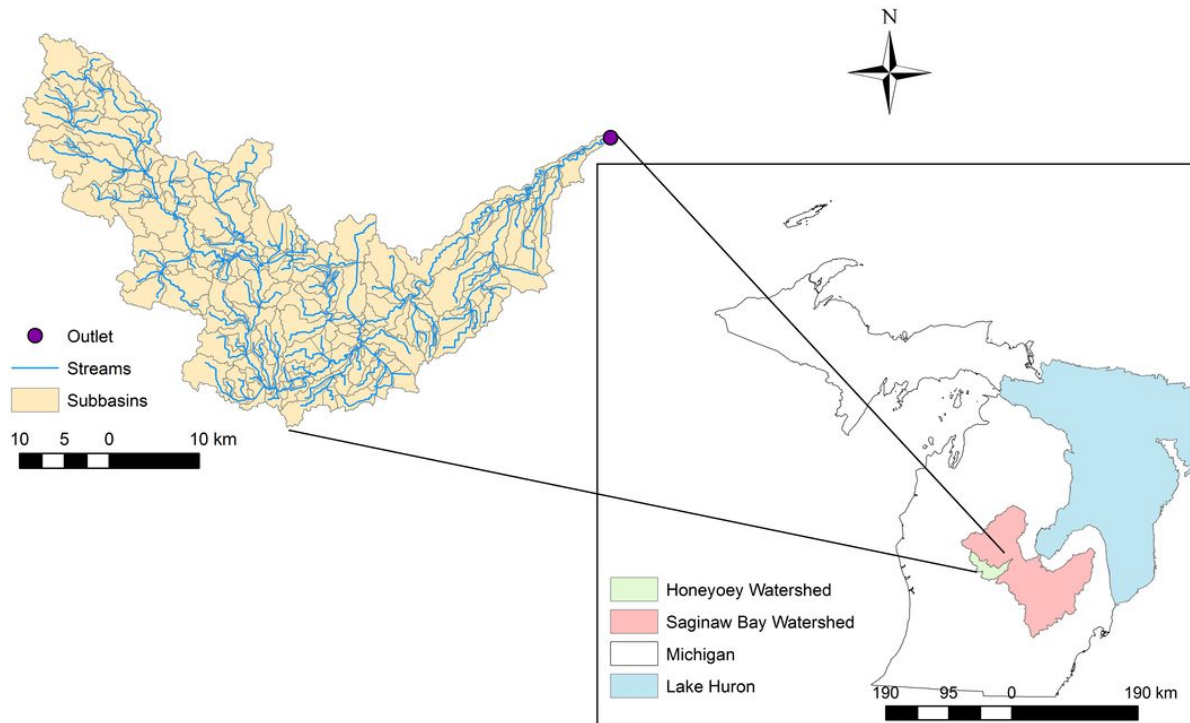 N
Outlet
Streams
Subbasins
10 5 0 10 km
Honeyoey Watershed
Saginaw Bay Watershed
Michigan
Lake Huron
190 95 0 190 km